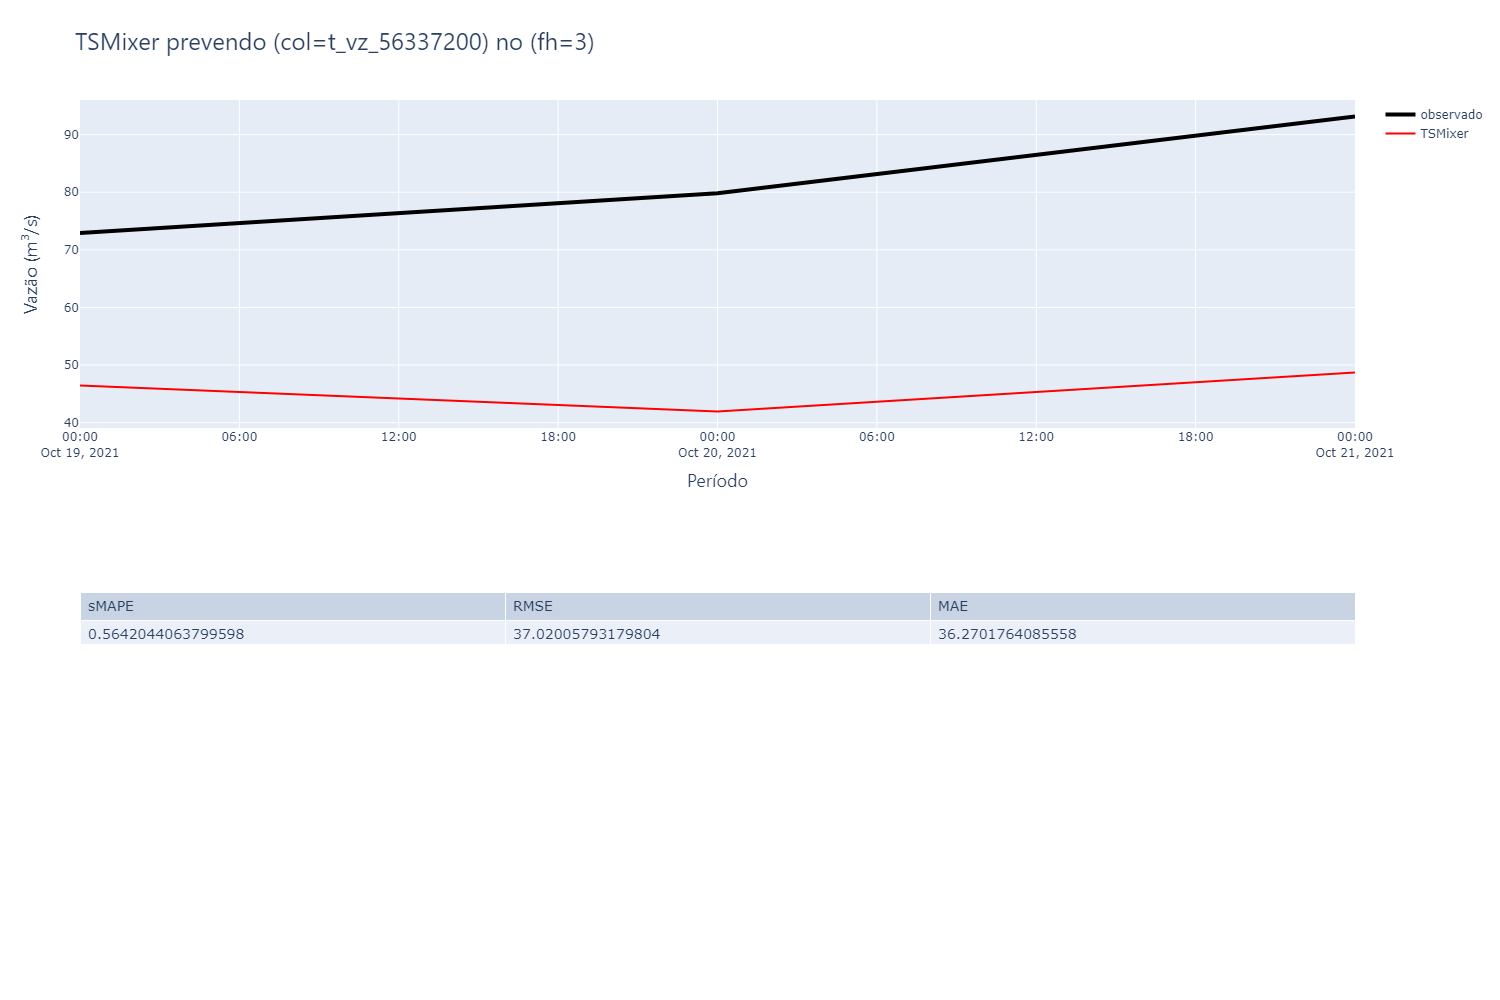 TSMixer prevendo (col=t_vz_56337200) no (fh=3)
observado
TSMixer
Vazão (m³/s)
90
80
70
60
50
40
00:00 06:00 12:00 18:00 00:00 06:00 12:00 18:00 00:00
Oct 19, 2021 Oct 20, 2021 Oct 21, 2021
Período
sMAPE RMSE MAE
0.5642044063799598 37.02005793179804 36.2701764085558